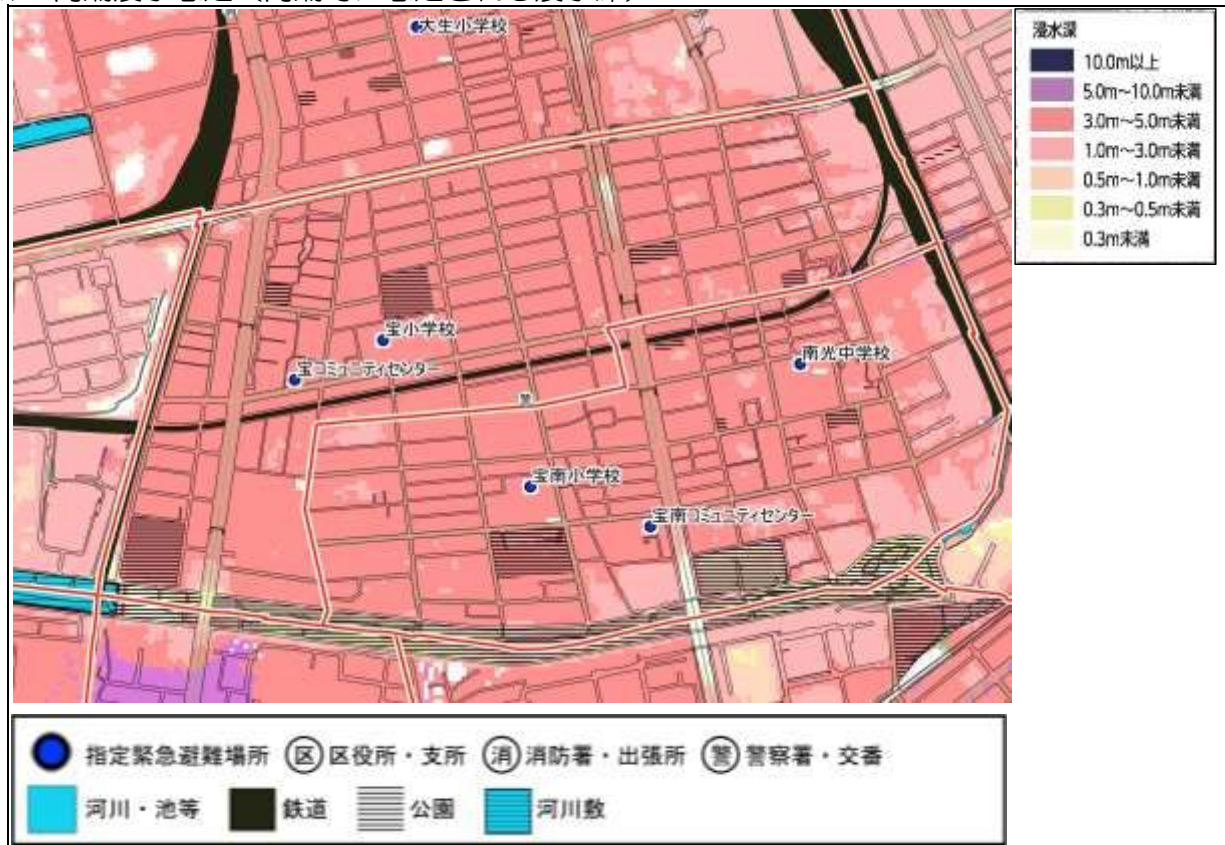 大生小学校
宝小学校
宝コミュニティセンター
南光中学校
警
宝南小学校
宝南コミュニティセンター
浸水深
10.0m以上
5.0m～10.0m未満
3.0m～5.0m未満
1.0m～3.0m未満
0.5m～1.0m未満
0.3m～0.5m未満
0.3m未満
指定緊急避難場所 区 区役所・支所 消 消防署・出張所 警 警察署・交番
河川・池等 鉄道 公園 河川敷